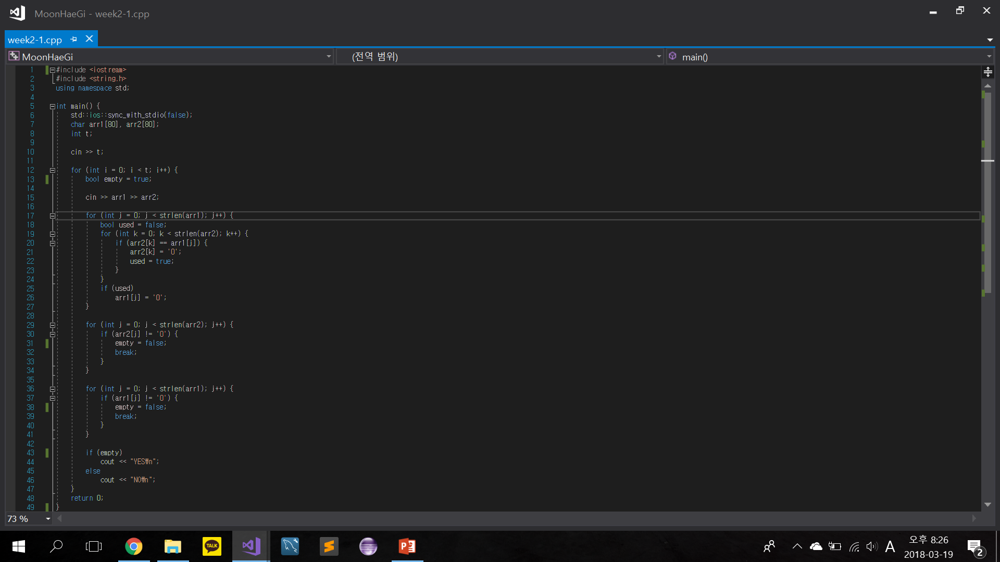 MoonHaeGi - week2-1.cpp
week2-1.cpp
MoonHaeGi (전역 범위) main()
1 #include <iostream>
2 #include <string.h>
3 using namespace std;
4
5 int main() {
6 std::ios::sync_with_stdio(false);
7 char arr1[80], arr2[80];
8 int t;
9
10 cin >> t;
11
12 for (int i = 0; i < t; i++) {
13 bool empty = true;
14
15 cin >> arr1 >> arr2;
16
17 for (int j = 0; j < strlen(arr1); j++) {
18 bool used = false;
19 for (int k = 0; k < strlen(arr2); k++) {
20 if (arr2[k] == arr1[j]) {
21 arr2[k] = '0';
22 used = true;
23 }
24 }
25 if (used)
26 arr1[j] = '0';
27 }
28
29 for (int j = 0; j < strlen(arr2); j++) {
30 if (arr2[j] != '0') {
31 empty = false;
32 break;
33 }
34 }
35
36 for (int j = 0; j < strlen(arr1); j++) {
37 if (arr1[j] != '0') {
38 empty = false;
39 break;
40 }
41 }
42
43 if (empty)
44 cout << "YES₩n";
45 else
46 cout << "NO₩n";
47 }
48 return 0;
49 }
73 %
TALK
A
오후 8:26
2018-03-19
2